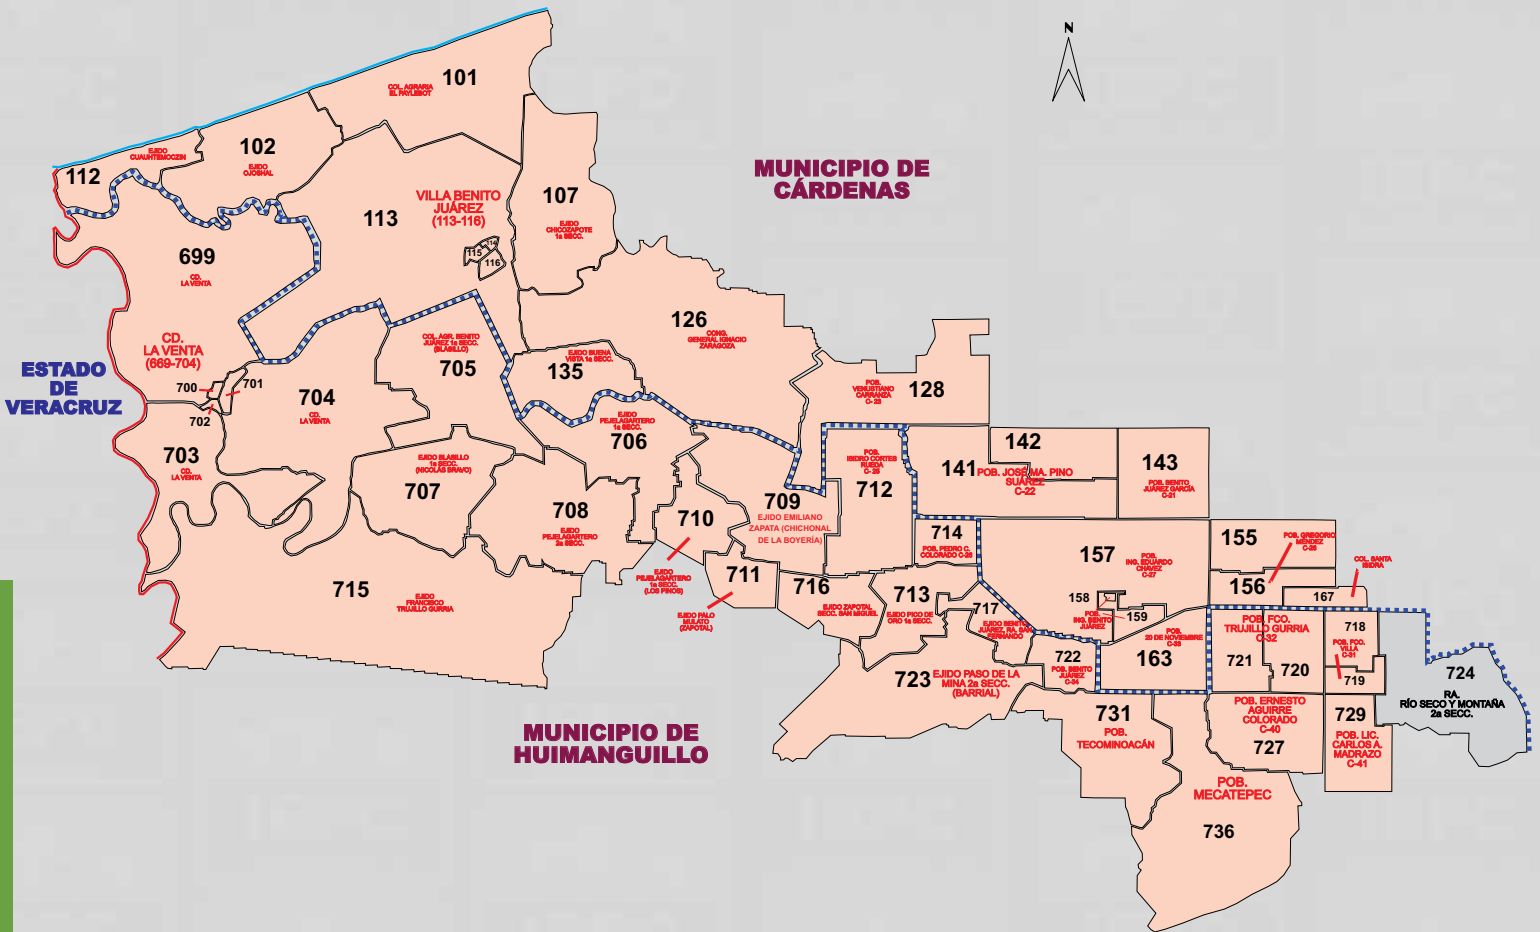 N
101
COL. AGRARIA
EL PAYLEBOT
102
EJIDO
OJOSHAL
EJIDO
CUAUHTEMOCZIN
112
MUNICIPIO DE
CÁRDENAS
VILLA BENITO
JUÁREZ
(113-116)
113
107
EJIDO
CHICOZAPOTE
1a SECC.
114
115
116
699
CD.
LA VENTA
126
CONG.
GENERAL IGNACIO
ZARAGOZA
CD.
LA VENTA
(669-704)
COL. AGR. BENITO
JUÁREZ 1a SECC.
(BLASILLO)
705
EJIDO BUENA
VISTA 1a SECC.
135
ESTADO
DE
VERACRUZ
700
701
702
704
CD.
LA VENTA
POB.
VENUSTIANO
CARRANZA
C- 23
128
EJIDO
PEJELAGARTERO
1a SECC.
706
703
CD.
LA VENTA
EJIDO BLASILLO
1a SECC.
(NICOLÁS BRAVO)
707
POB.
ISIDRO CORTES
RUEDA
C- 25
712
141
142
POB. JOSÉ MA. PINO
SUÁREZ
C-22
143
POB. BENITO
JUÁREZ GARCÍA
C-21
708
EJIDO
PEJELAGARTERO
2a SECC.
710
709
EJIDO EMILIANO
ZAPATA (CHICHONAL
DE LA BOYERÍA)
714
POB. PEDRO C.
COLORADO C-26
157
POB.
ING. EDUARDO
CHAVEZ
C-27
155
POB. GREGORIO
MÉNDEZ
C-20
156
COL. SANTA
ISIDRA
167
715
EJIDO
FRANCISCO
TRUJILLO GURRIA
EJIDO
PEJELAGARTERO
1a SECC.
(LOS PINOS)
711
EJIDO PALO
MULATO
(ZAPOTAL)
716
EJIDO ZAPOTAL
SECC. SAN MIGUEL
713
EJIDO PICO DE
ORO 1a SECC.
717
EJIDO BENITO
JUÁREZ, RA. SAN
FERNANDO
158
159
POB.
ING. BENITO
JUÁREZ
POB.
20 DE NOVIEMBRE
C-33
163
POB. FCO.
TRUJILLO GURRIA
C-32
721
720
718
POB. FCO.
VILLA
C-31
719
722
POB. BENITO
JUÁREZ
C-34
724
RA.
RÍO SECO Y MONTAÑA
2a SECC.
723
EJIDO PASO DE LA
MINA 2a SECC.
(BARRIAL)
731
POB.
TECOMINOACÁN
POB. ERNESTO
AGUIRRE
COLORADO
C-40
727
729
POB. LIC.
CARLOS A.
MADRAZO
C-41
MUNICIPIO DE
HUIMANGUILLO
POB.
MECATEPEC
736